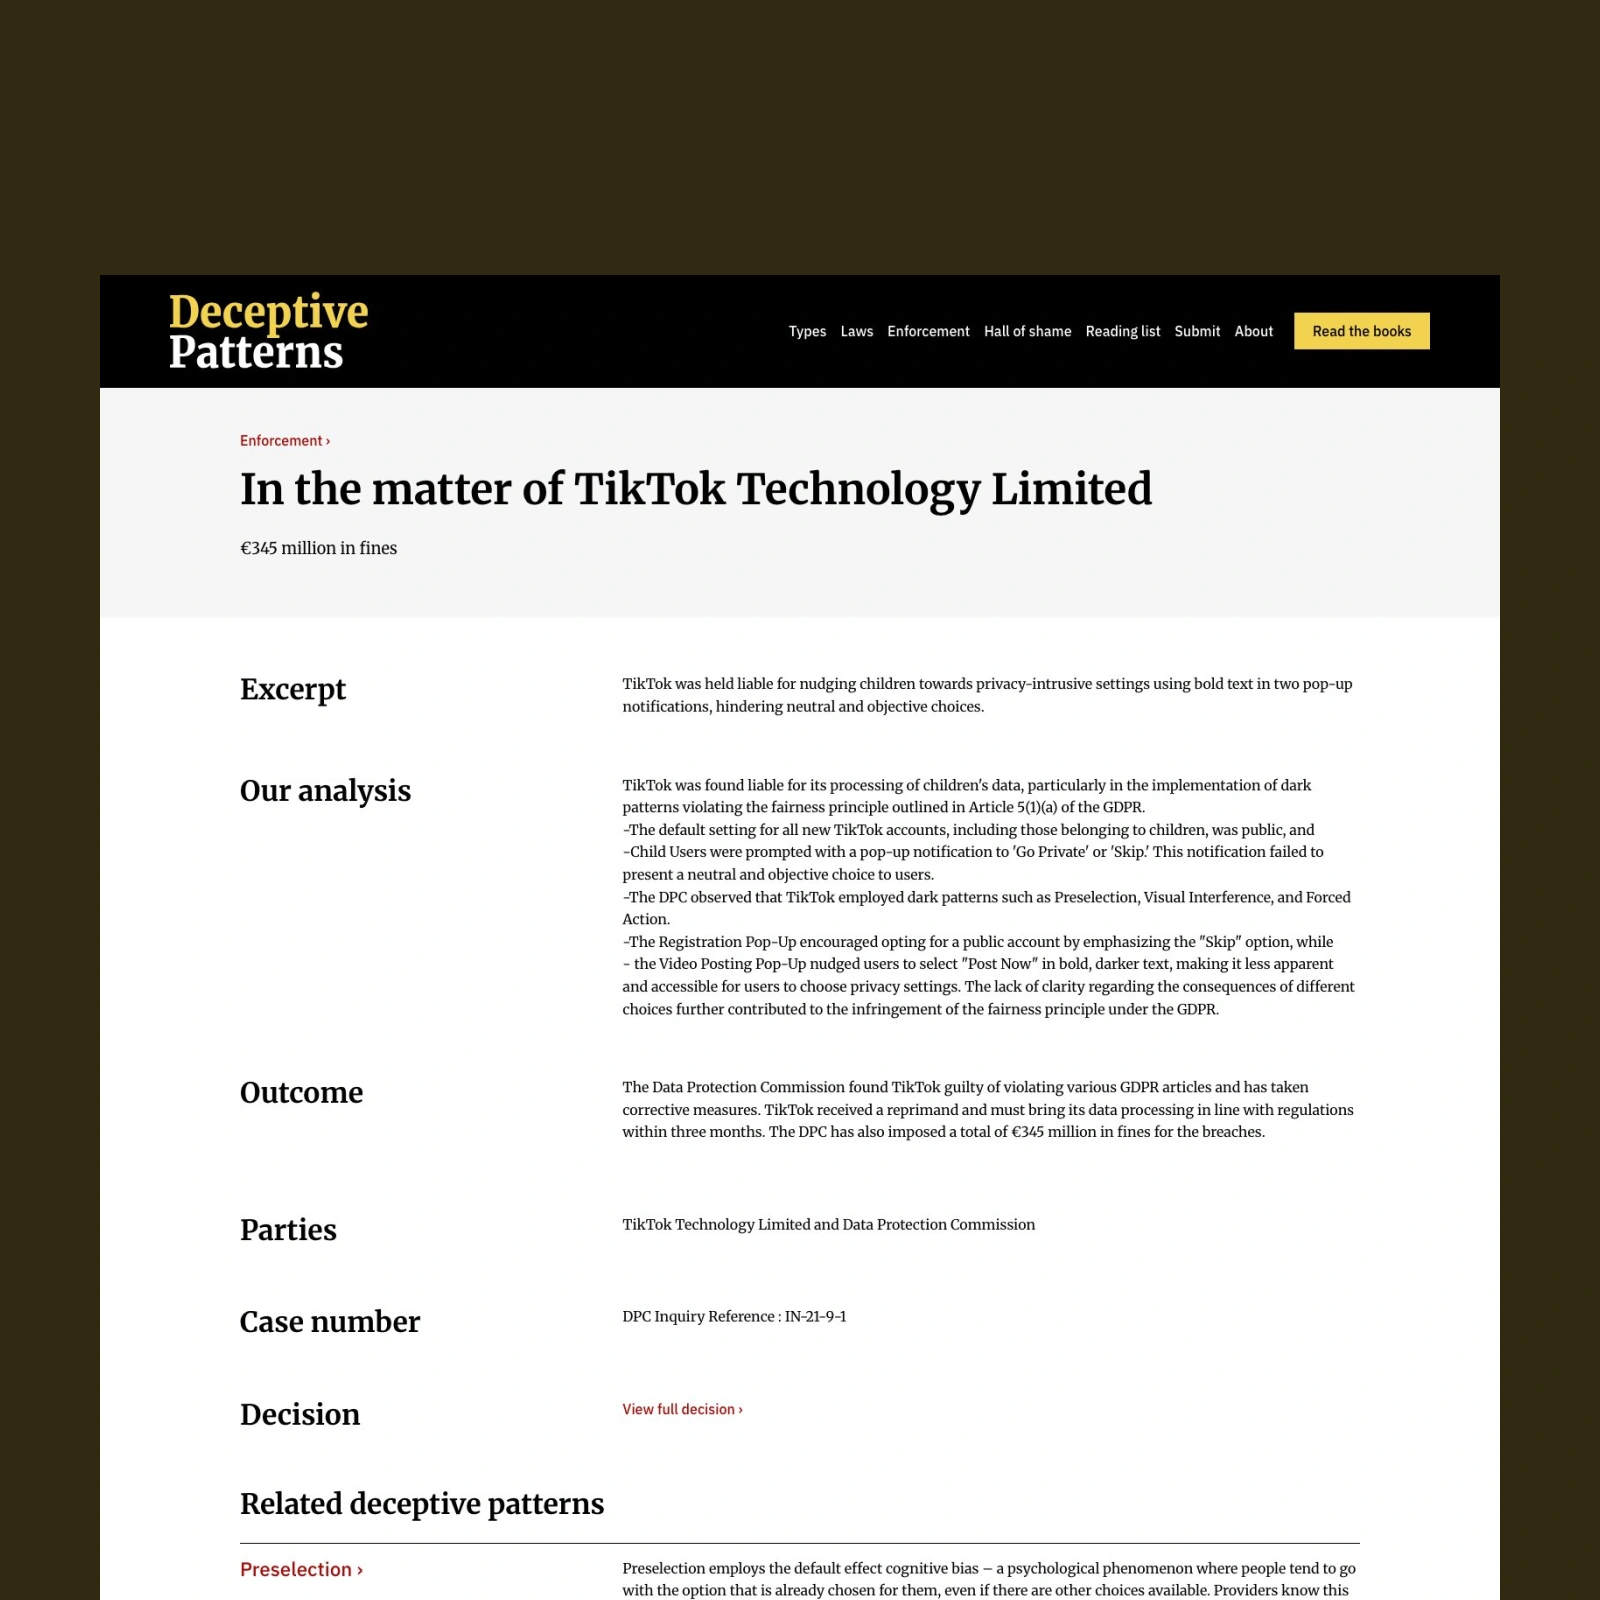 Deceptive
Patterns
Types Laws Enforcement Hall of shame Reading list Submit About Read the books
Enforcement ›
In the matter of TikTok Technology Limited
€345 million in fines
Excerpt
TikTok was held liable for nudging children towards privacy-intrusive settings using bold text in two pop-up
notifications, hindering neutral and objective choices.
Our analysis
TikTok was found liable for its processing of children's data, particularly in the implementation of dark
patterns violating the fairness principle outlined in Article 5(1)(a) of the GDPR.
-The default setting for all new TikTok accounts, including those belonging to children, was public, and
-Child Users were prompted with a pop-up notification to 'Go Private' or 'Skip.' This notification failed to
present a neutral and objective choice to users.
-The DPC observed that TikTok employed dark patterns such as Preselection, Visual Interference, and Forced
Action.
-The Registration Pop-Up encouraged opting for a public account by emphasizing the "Skip" option, while
- the Video Posting Pop-Up nudged users to select "Post Now" in bold, darker text, making it less apparent
and accessible for users to choose privacy settings. The lack of clarity regarding the consequences of different
choices further contributed to the infringement of the fairness principle under the GDPR.
Outcome
The Data Protection Commission found TikTok guilty of violating various GDPR articles and has taken
corrective measures. TikTok received a reprimand and must bring its data processing in line with regulations
within three months. The DPC has also imposed a total of €345 million in fines for the breaches.
Parties
TikTok Technology Limited and Data Protection Commission
Case number
DPC Inquiry Reference : IN-21-9-1
Decision
View full decision ›
Related deceptive patterns
Preselection ›
Preselection employs the default effect cognitive bias – a psychological phenomenon where people tend to go
with the option that is already chosen for them, even if there are other choices available. Providers know this